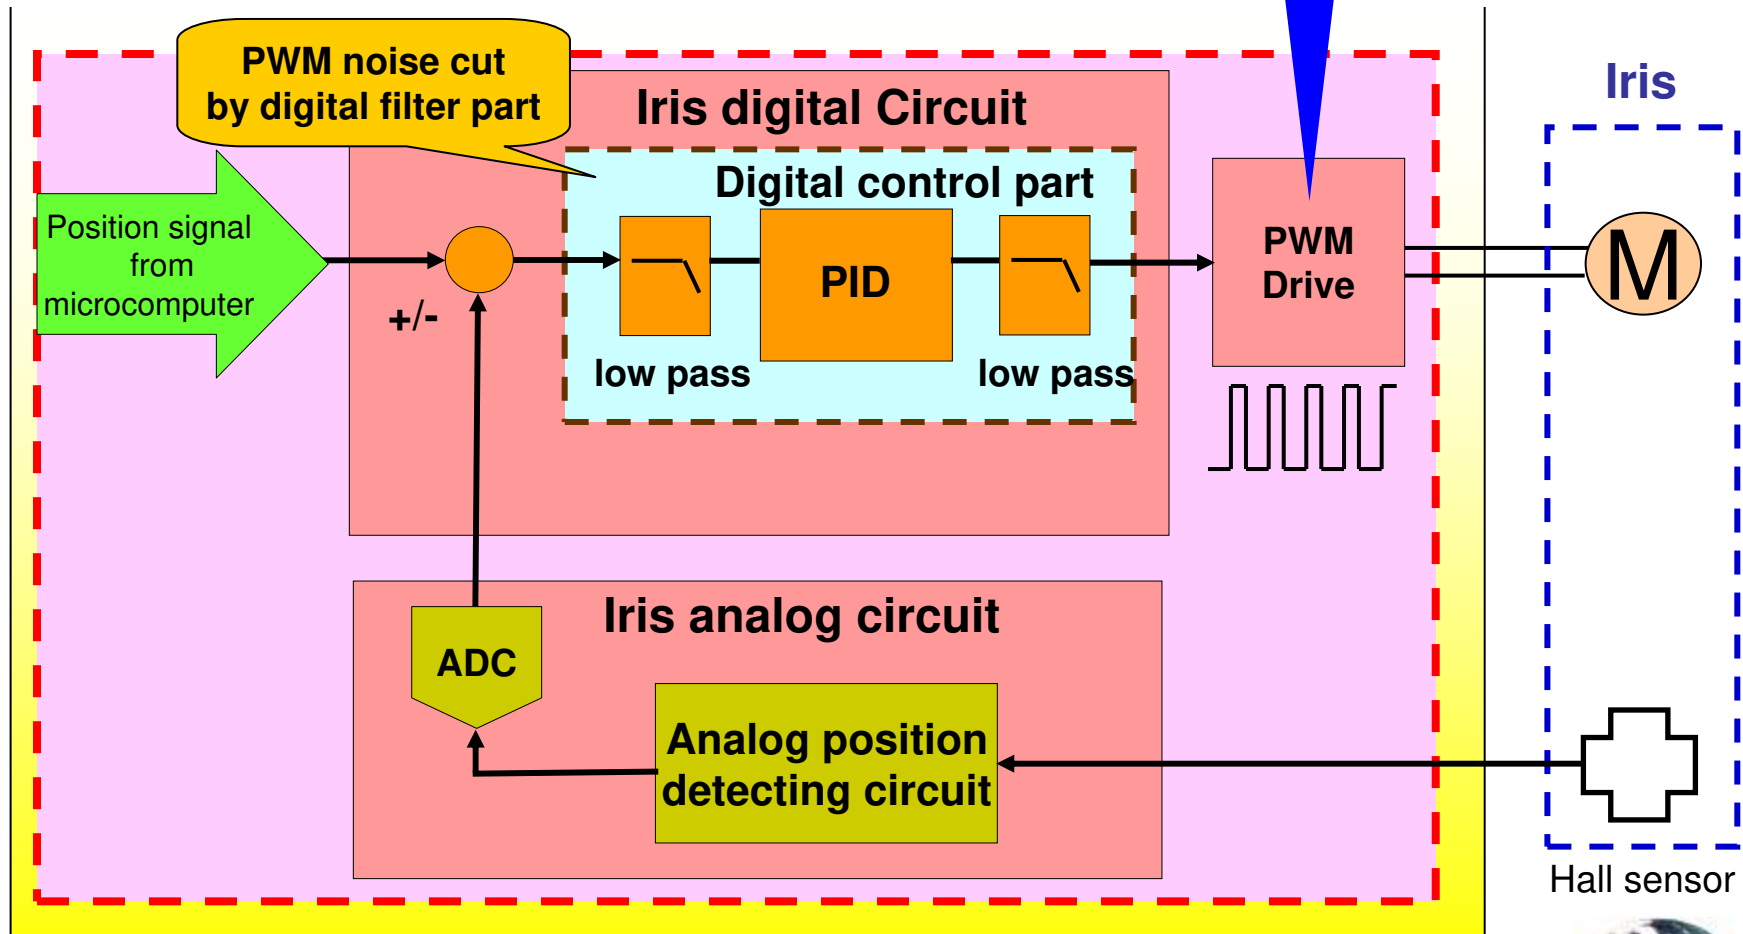 PWM noise cut
by digital filter part
Iris digital Circuit
Iris
Digital control part
Position signal
from
microcomputer
+/-
PID
PWM
Drive
M
low pass
low pass
Iris analog circuit
ADC
Analog position
detecting circuit
Hall sensor